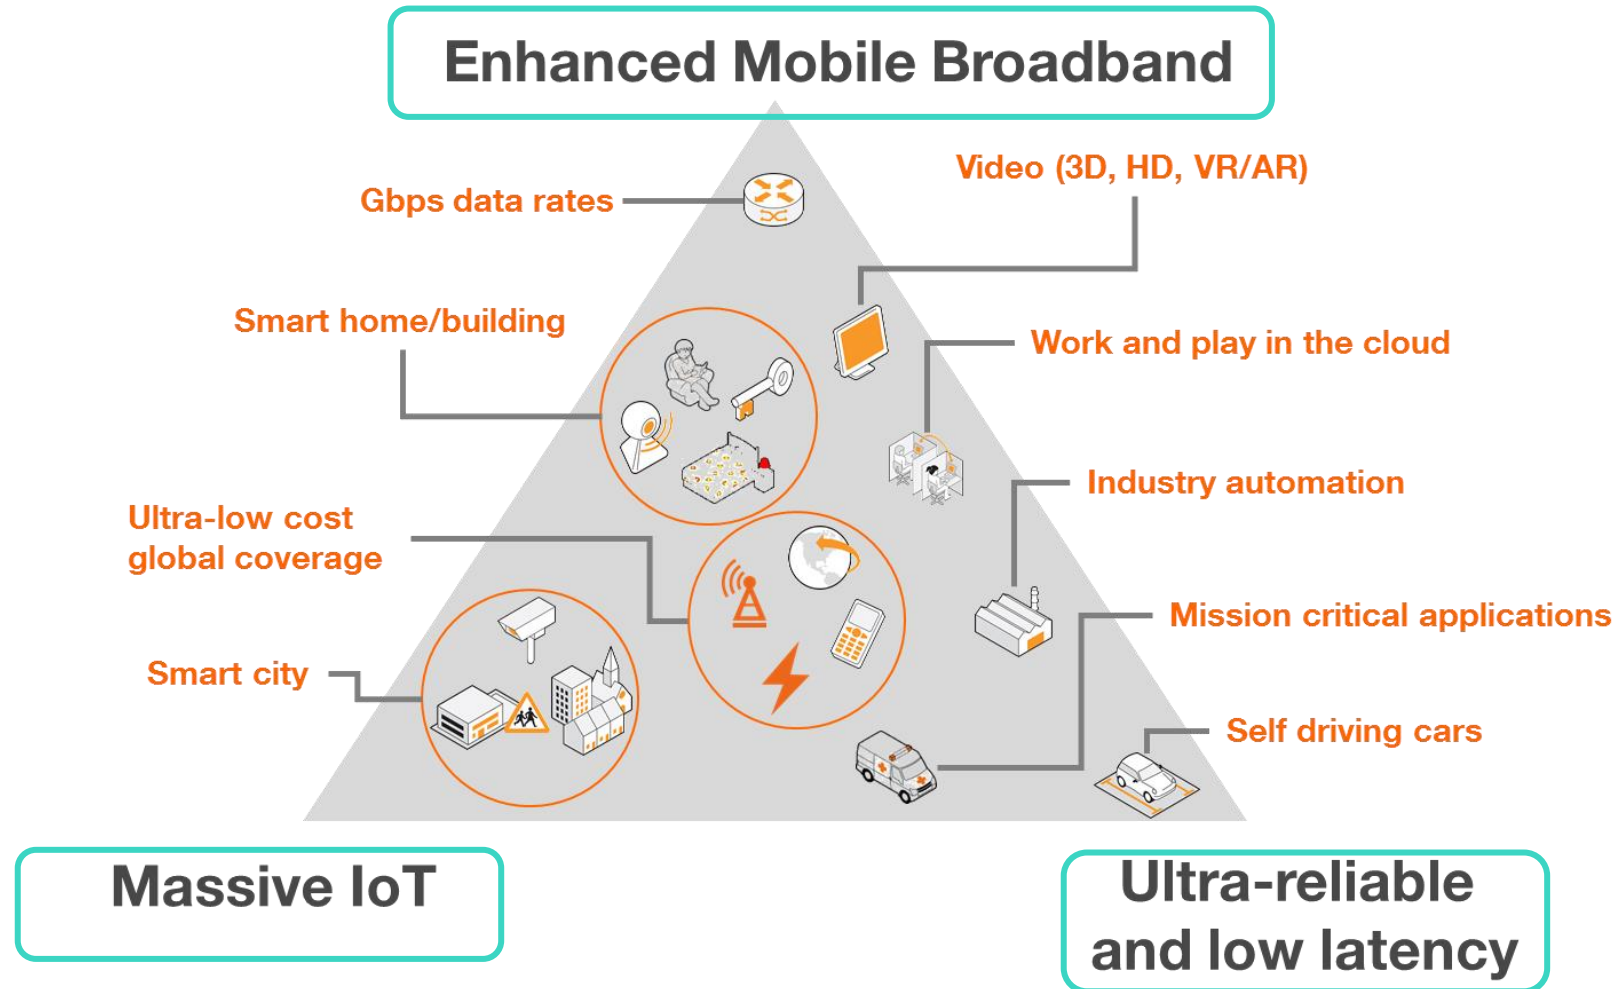 Enhanced Mobile Broadband
Video (3D, HD, VR/AR)
Gbps data rates
Smart home/building
Work and play in the cloud
Industry automation
Ultra-low cost
global coverage
Mission critical applications
Smart city
Self driving cars
Massive IoT
Ultra-reliable
and low latency